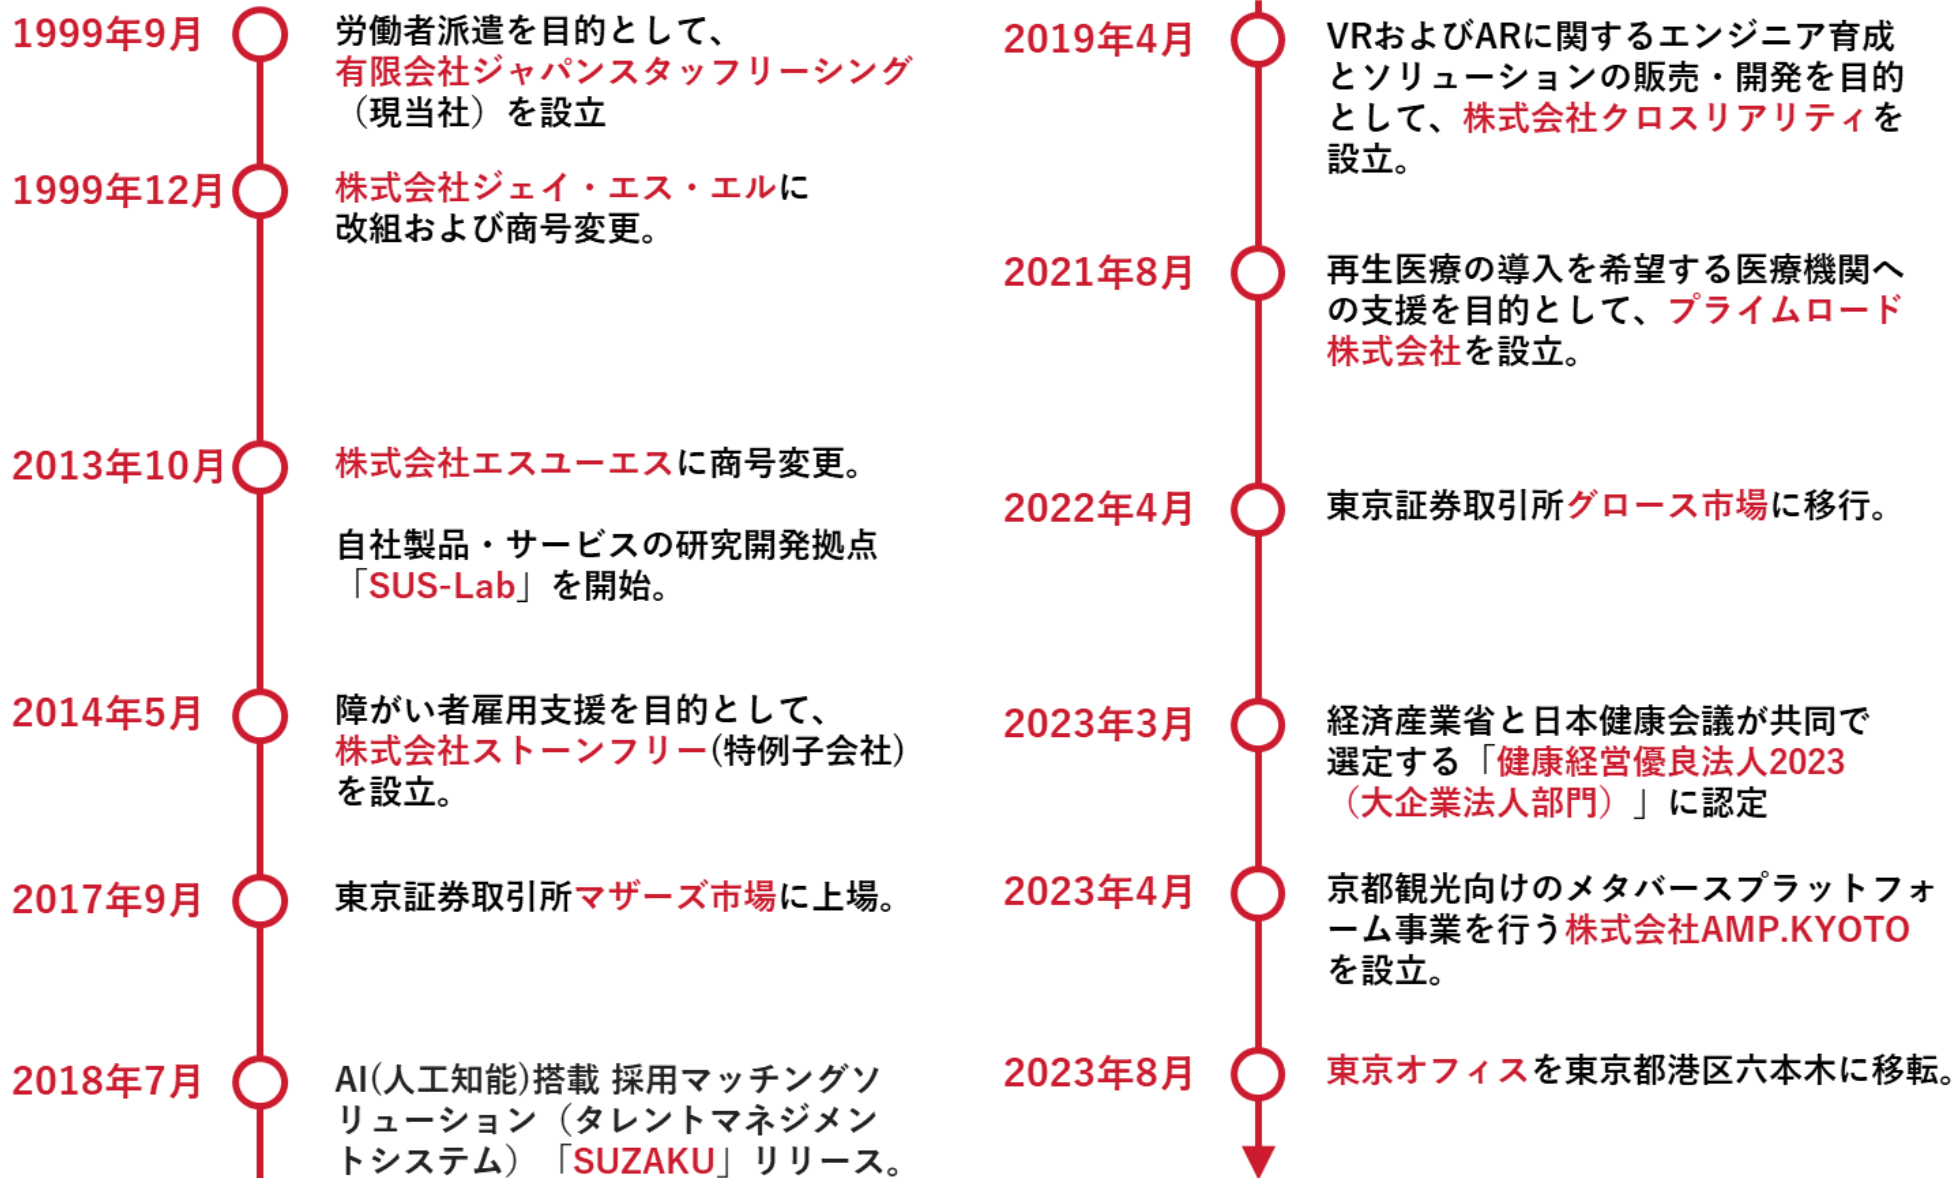 1999年9月
労働者派遣を目的として、
有限会社ジャパンスタッフリーシング
（現当社）を設立
1999年12月
株式会社ジェイ・エス・エルに
改組および商号変更。
2013年10月
株式会社エスユーエスに商号変更。
自社製品・サービスの研究開発拠点
「SUS-Lab」を開始。
2014年5月
障がい者雇用支援を目的として、
株式会社ストーンフリー(特例子会社)
を設立。
2017年9月
東京証券取引所マザーズ市場に上場。
2018年7月
AI(人工知能)搭載 採用マッチングソ
リューション（タレントマネジメン
トシステム）「SUZAKU」リリース。
2019年4月
VRおよびARに関するエンジニア育成
とソリューションの販売・開発を目的
として、株式会社クロスリアリティを
設立。
2021年8月
再生医療の導入を希望する医療機関へ
の支援を目的として、プライムロード
株式会社を設立。
2022年4月
東京証券取引所グロース市場に移行。
2023年3月
経済産業省と日本健康会議が共同で
選定する「健康経営優良法人2023
（大企業法人部門）」に認定
2023年4月
京都観光向けのメタバースプラットフォ
ーム事業を行う株式会社AMP.KYOTO
を設立。
2023年8月
東京オフィスを東京都港区六本木に移転。